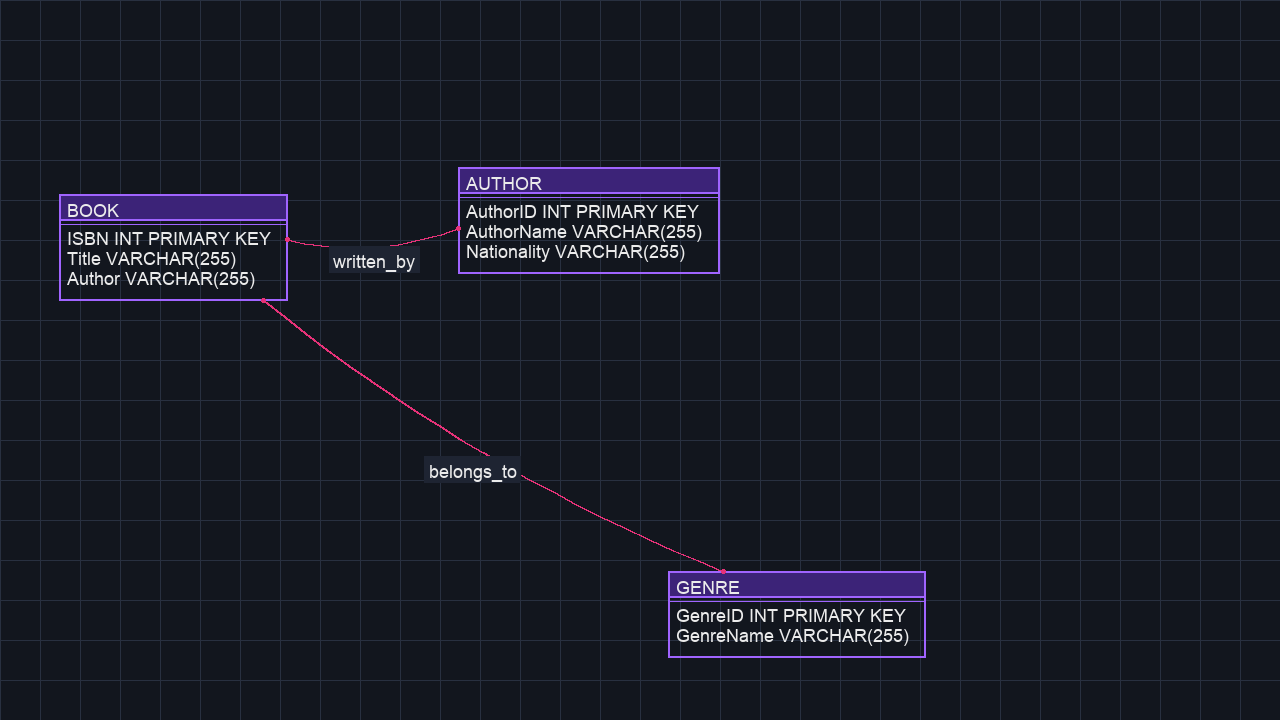 BOOK
ISBN INT PRIMARY KEY
Title VARCHAR(255)
Author VARCHAR(255)
written_by
AUTHOR
AuthorID INT PRIMARY KEY
AuthorName VARCHAR(255)
Nationality VARCHAR(255)
belongs_to
GENRE
GenreID INT PRIMARY KEY
GenreName VARCHAR(255)